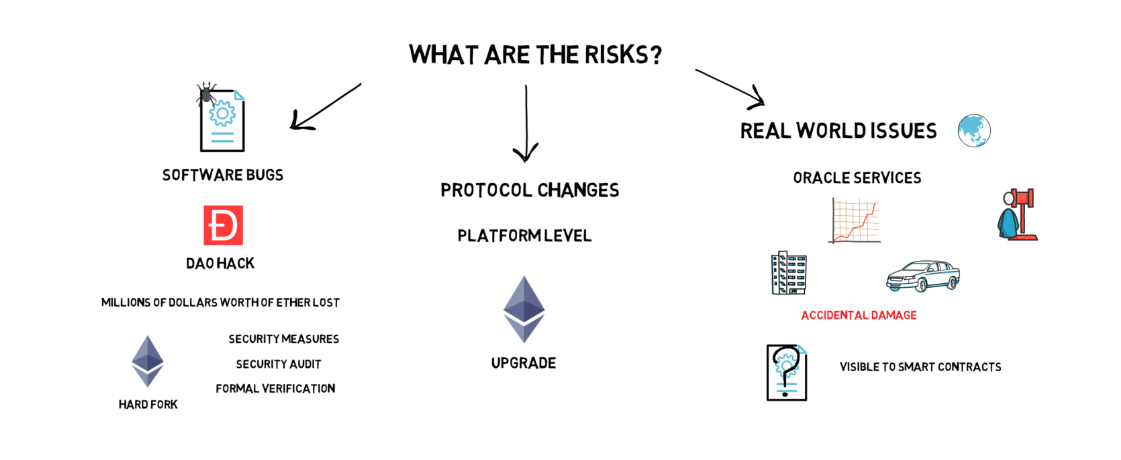 WHAT ARE THE RISKS?
SOFTWARE BUGS
DAO HACK
MILLIONS OF DOLLARS WORTH OF ETHER LOST
SECURITY MEASURES
SECURITY AUDIT
FORMAL VERIFICATION
HARD FORK
PROTOCOL CHANGES
PLATFORM LEVEL
UPGRADE
REAL WORLD ISSUES
ORACLE SERVICES
ACCIDENTAL DAMAGE
VISIBLE TO SMART CONTRACTS